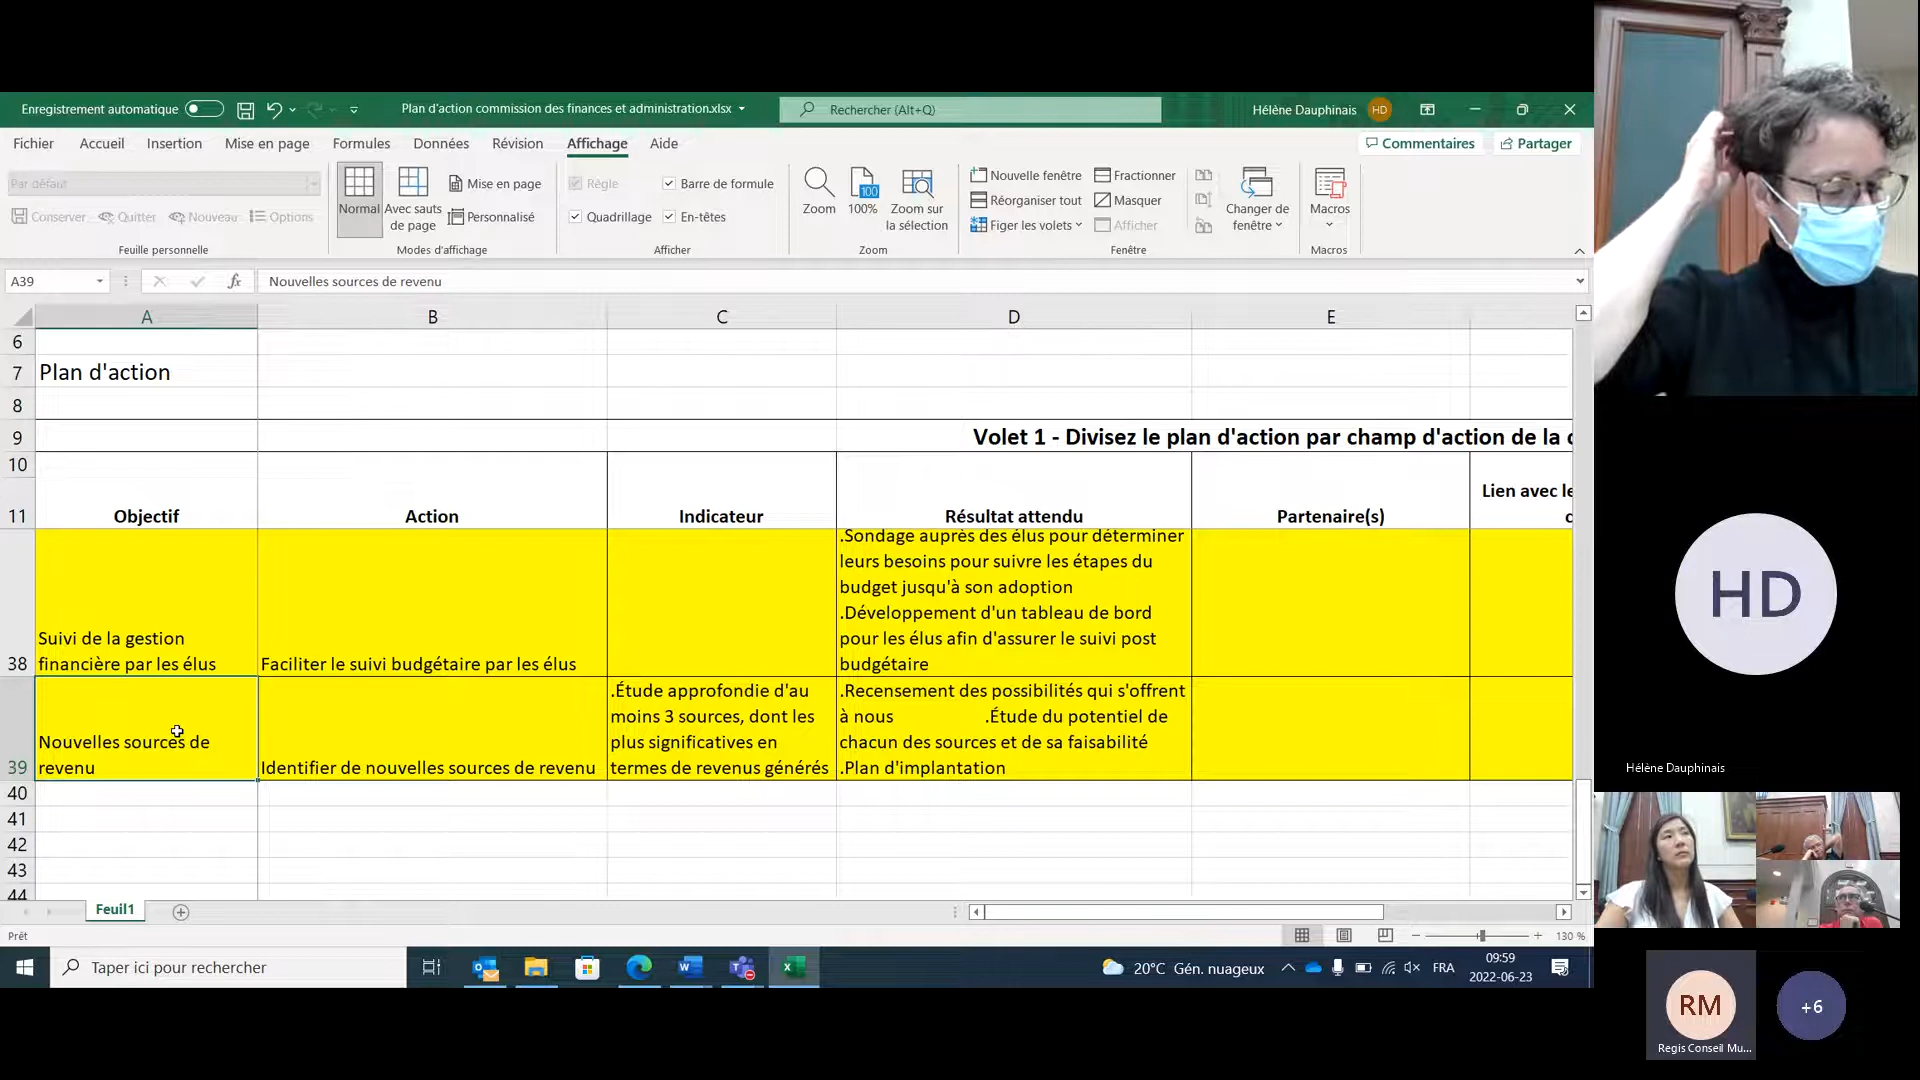 Enregistrement automatique
Plan d'action commission des finances et administration.xlsx
Rechercher (Alt+Q)
Hélène Dauphinais
HD
Fichier
Accueil
Insertion
Mise en page
Formules
Données
Révision
Affichage
Aide
Commentaires
Partager
Par défaut
Conserver
Quitter
Nouveau
Options
Feuille personnelle
Normal
Avec sauts
de page
Mise en page
Personnalisé
Modes d'affichage
Règle
Barre de formule
Quadrillage
En-têtes
Afficher
Zoom
100
100%
Zoom sur
la sélection
Zoom
Nouvelle fenêtre
Réorganiser tout
Figer les volets
Fractionner
Masquer
Afficher
Changer de
fenêtre
Fenêtre
Macros
Macros
A39
fx
Nouvelles sources de revenu
A
B
C
D
E
6
7
Plan d'action
8
9
Volet 1 - Divisez le plan d'action par champ d'action de la
10
11
Objectif
Action
Indicateur
Résultat attendu
Partenaire(s)
Lien avec le
38
Suivi de la gestion
financière par les élus
Faciliter le suivi budgétaire par les élus
.Sondage auprès des élus pour déterminer
leurs besoins pour suivre les étapes du
budget jusqu'à son adoption
.Développement d'un tableau de bord
pour les élus afin d'assurer le suivi post
budgétaire
39
Nouvelles sources de
revenu
Identifier de nouvelles sources de revenu
.Étude approfondie d'au
moins 3 sources, dont les
plus significatives en
termes de revenus générés
.Recensement des possibilités qui s'offrent
à nous .Étude du potentiel de
chacun des sources et de sa faisabilité
.Plan d'implantation
40
41
42
43
44
Feuil1
Prêt
130 %
Taper ici pour rechercher
20°C Gén. nuageux
FRA
09:59
2022-06-23
HD
Hélène Dauphinais
RM
Regis Conseil Mu...
+6